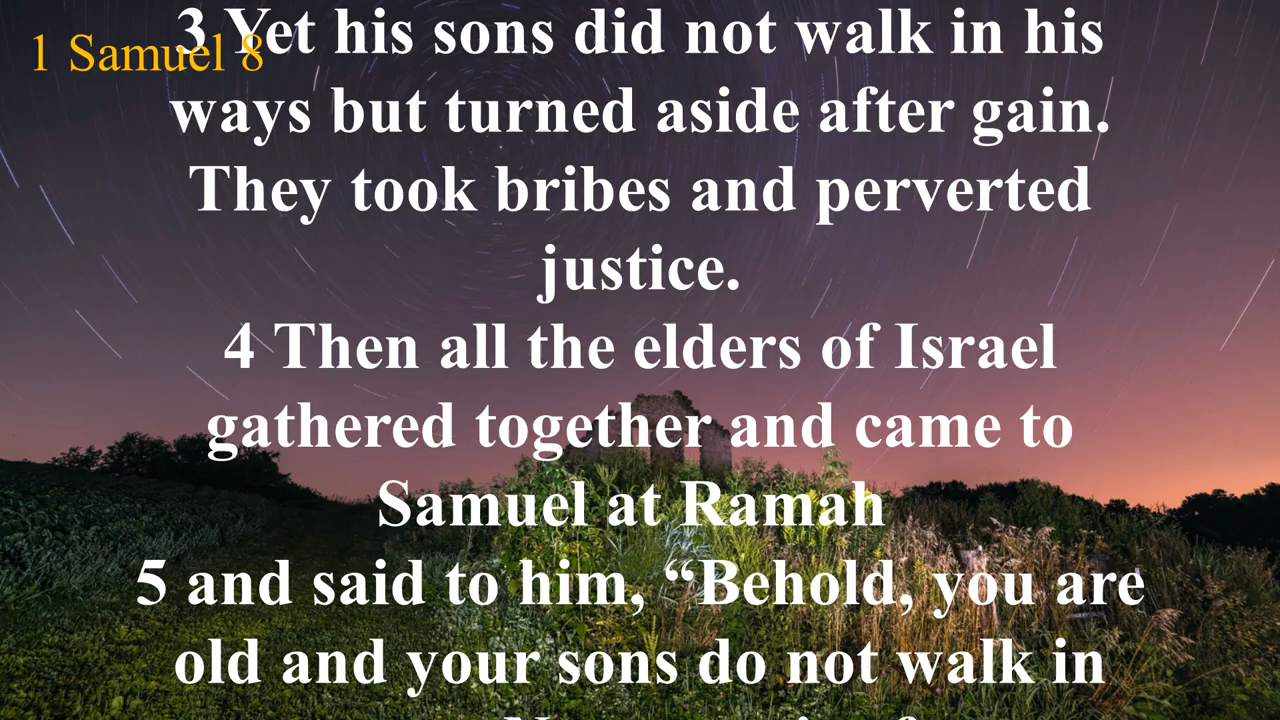 1 Samuel 8
3 Yet his sons did not walk in his
ways but turned aside after gain.
They took bribes and perverted
justice.
4 Then all the elders of Israel
gathered together and came to
Samuel at Ramah
5 and said to him, “Behold, you are
old and your sons do not walk in